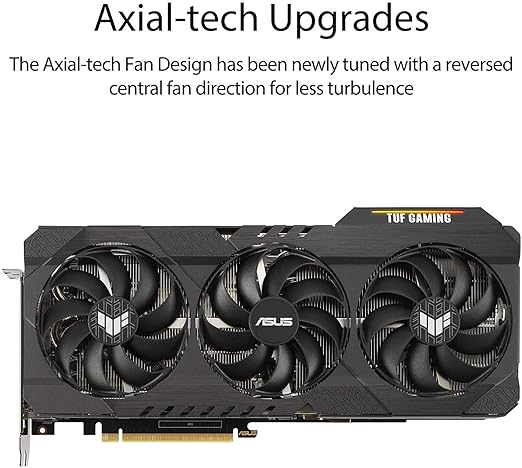 Axial-tech Upgrades
The Axial-tech Fan Design has been newly tuned with a reversed
central fan direction for less turbulence
TUF GAMING
ASUS